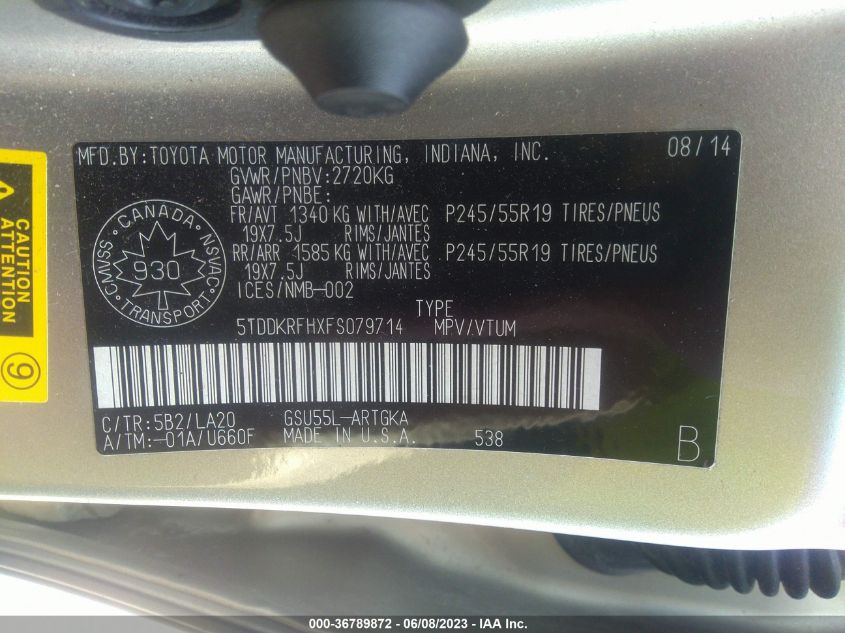 MFD.BY:TOYOTA MOTOR MANUFACTURING, INDIANA, INC. 08/14
GVWR/PNBV:2720KG
GAWR/PNBE:
FR/AVT 1340 KG WITH/AVEC P245/55R19 TIRES/PNEUS
19X7.5J RIMS/JANTES
RR/ARR 1585 KG WITH/AVEC P245/55R19 TIRES/PNEUS
19X7.5J RIMS/JANTES
ICES/NMB-002
CANADA
CMVSS NSVAC
930
TRANSPORT
TYPE
5TDDKRFHXFS079714 MPV/VTUM
C/TR:5B2/LA20 GSU55L-ARTGKA
A/TM:-01A/U660F MADE IN U.S.A. 538 B
CAUTION
ATTENTION
9
000-36789872 - 06/08/2023 - IAA Inc.